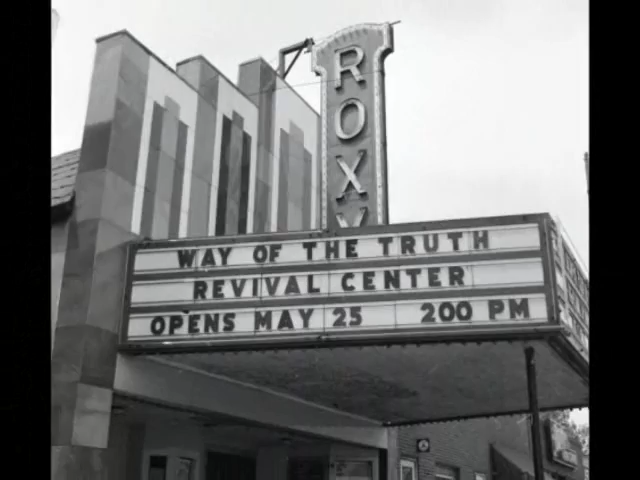 ROXY
WAY OF THE TRUTH
REVIVAL CENTER
OPENS MAY 25 200 PM